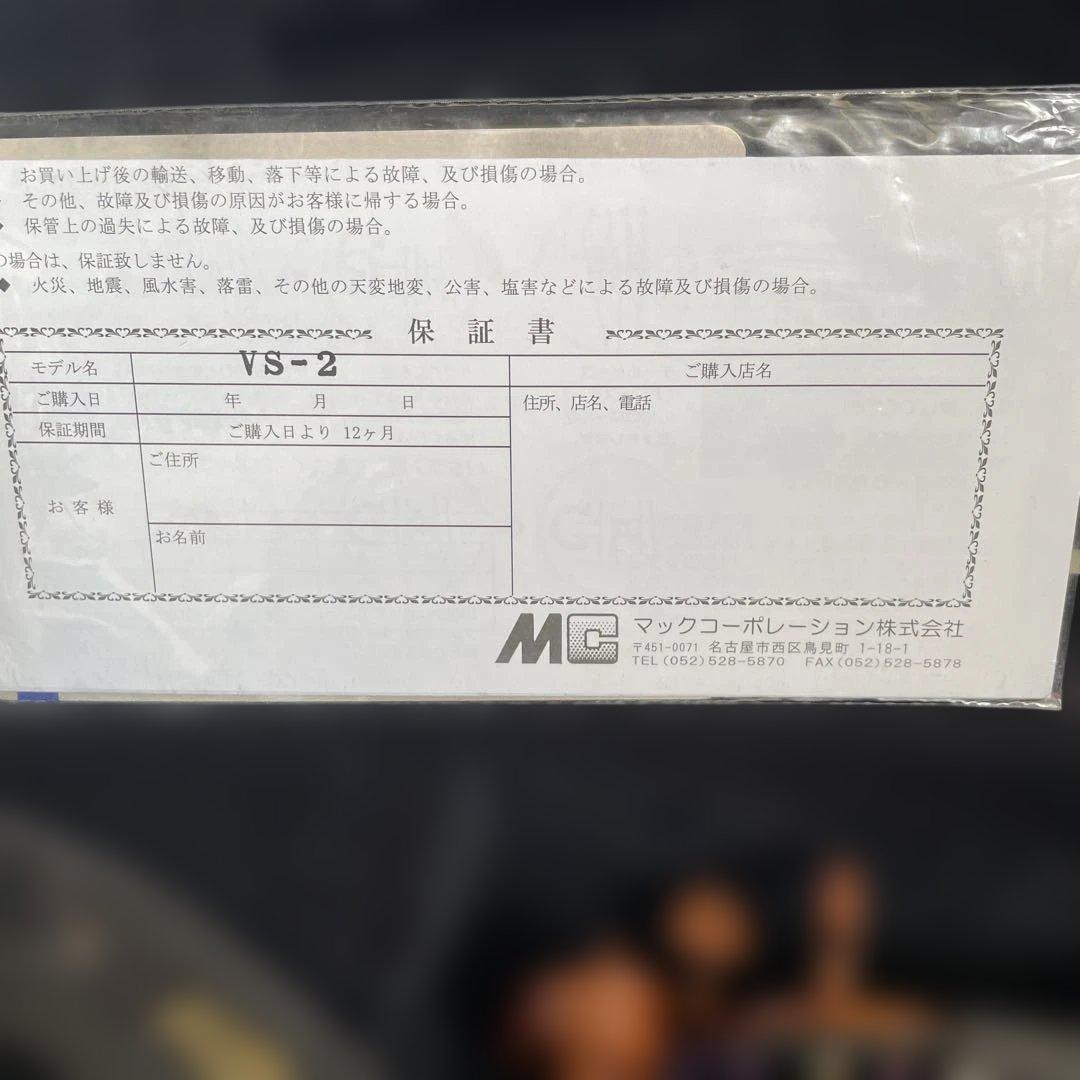 お買い上げ後の輸送、移動、落下等による故障、及び損傷の場合。
その他、故障及び損傷の原因がお客様に帰する場合。
◆ 保管上の過失による故障、及び損傷の場合。
の場合は、保証致しません。
◆ 火災、地震、風水害、落雷、その他の天変地変、公害、塩害などによる故障及び損傷の場合。
保 証 書
モデル名 VS-2
ご購入日 年 月 日
保証期間 ご購入日より 12ヶ月
お 客 様
ご住所
お名前
ご購入店名
住所、店名、電話
MC マックコーポレーション株式会社
〒451-0071 名古屋市西区鳥見町 1-18-1
TEL(052)528-5870 FAX(052)528-5878